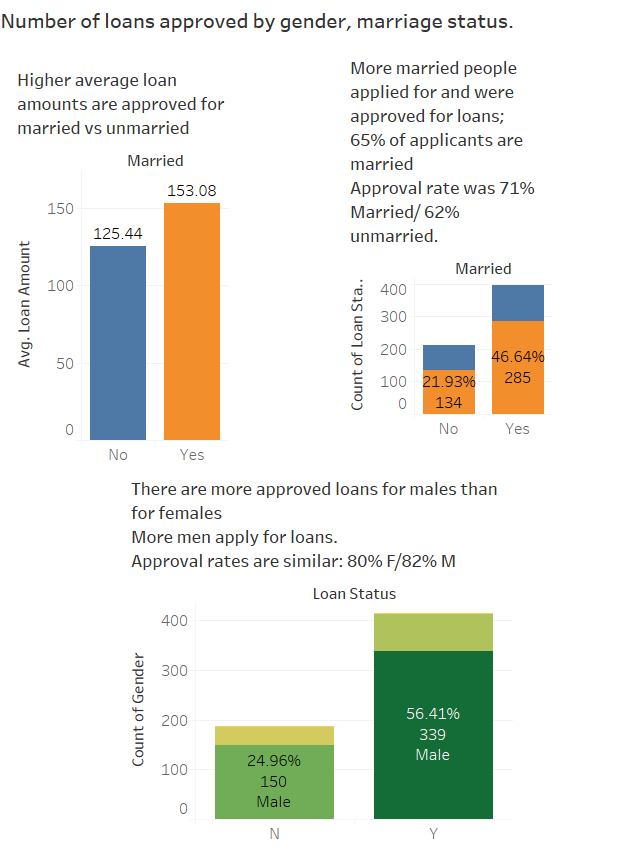 Number of loans approved by gender, marriage status.
Higher average loan
amounts are approved for
married vs unmarried
Married
153.08
125.44
150
100
50
0
Avg. Loan Amount
No Yes
More married people
applied for and were
approved for loans;
65% of applicants are
married
Approval rate was 71%
Married/ 62%
unmarried.
Married
Count of Loan Sta..
400
300
200
100
0
46.64%
285
21.93%
134
No Yes
There are more approved loans for males than
for females
More men apply for loans.
Approval rates are similar: 80% F/82% M
Loan Status
Count of Gender
400
300
200
100
0
56.41%
339
Male
24.96%
150
Male
N Y